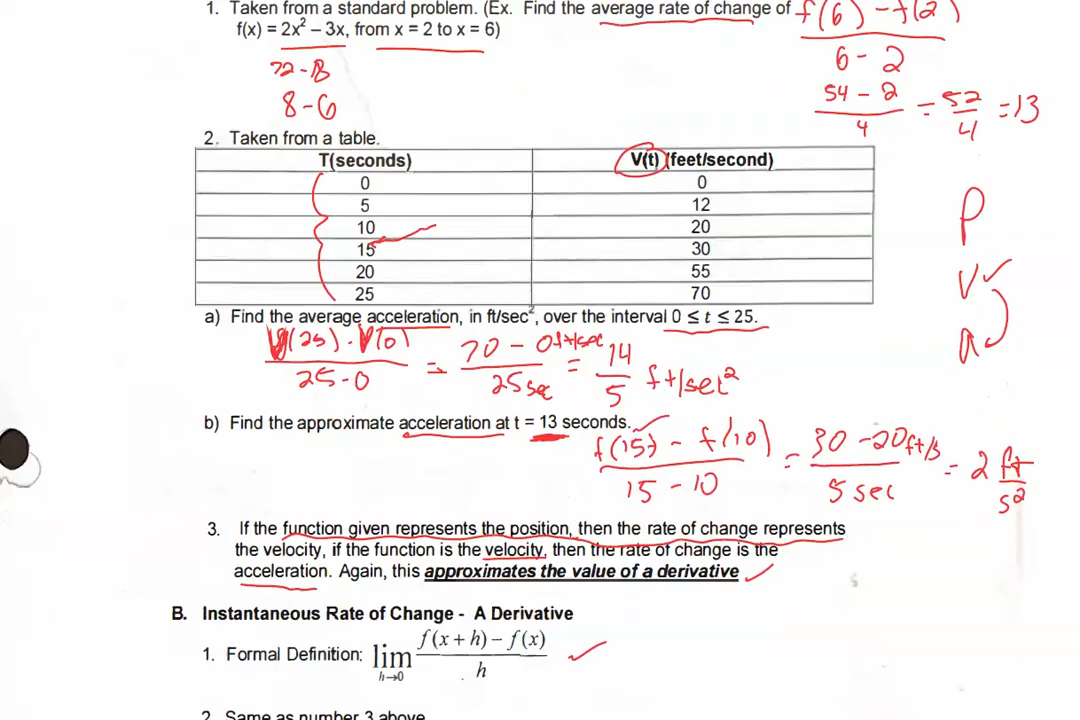 1. Taken from a standard problem. (Ex. Find the average rate of change of
f(x) = 2x² – 3x, from x = 2 to x = 6)
f(6) - f(2)
6 - 2
72-18
8-6
54 - 2 / 4 = 52/4 = 13
2. Taken from a table.
T(seconds) V(t) (feet/second)
0 0
5 12
10 20
15 30
20 55
25 70
P
V
a
a) Find the average acceleration, in ft/sec², over the interval 0 ≤ t ≤ 25.
V(25) - V(0) / 25-0 = 70 - 0 ft/sec / 25 sec = 14/5 ft/sec²
b) Find the approximate acceleration at t = 13 seconds.
f(15) - f(10) / 15 - 10 = 30 - 20 ft/s / 5 sec = 2 ft/s²
3. If the function given represents the position, then the rate of change represents
the velocity, if the function is the velocity, then the rate of change is the
acceleration. Again, this approximates the value of a derivative
B. Instantaneous Rate of Change - A Derivative
1. Formal Definition: lim h→0 f(x + h) – f(x) / h
2. Same as number 3 above